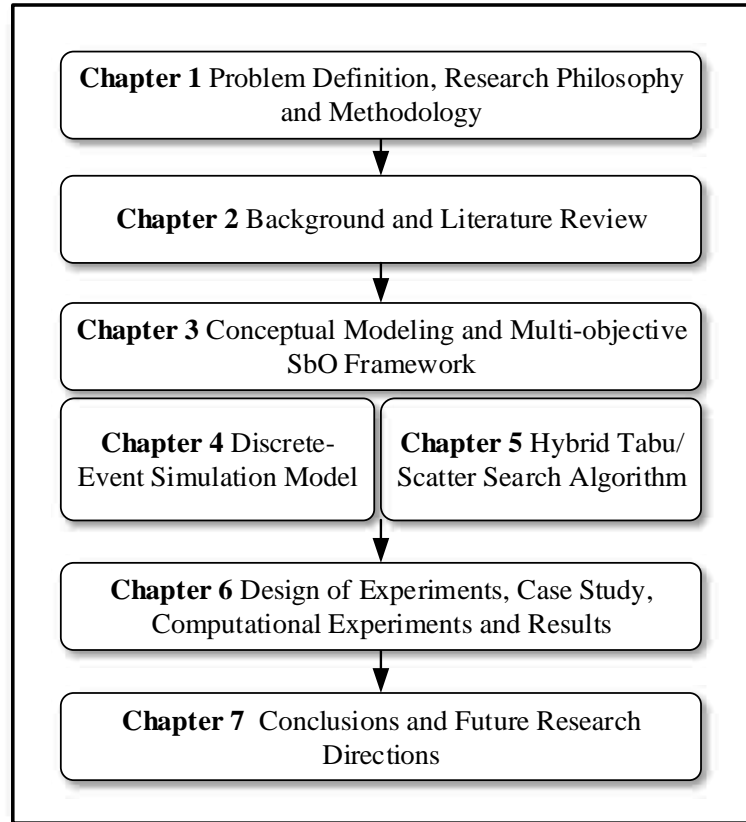 Chapter 1 Problem Definition, Research Philosophy
and Methodology
Chapter 2 Background and Literature Review
Chapter 3 Conceptual Modeling and Multi-objective
SbO Framework
Chapter 4 Discrete-
Event Simulation Model
Chapter 5 Hybrid Tabu/
Scatter Search Algorithm
Chapter 6 Design of Experiments, Case Study,
Computational Experiments and Results
Chapter 7 Conclusions and Future Research
Directions